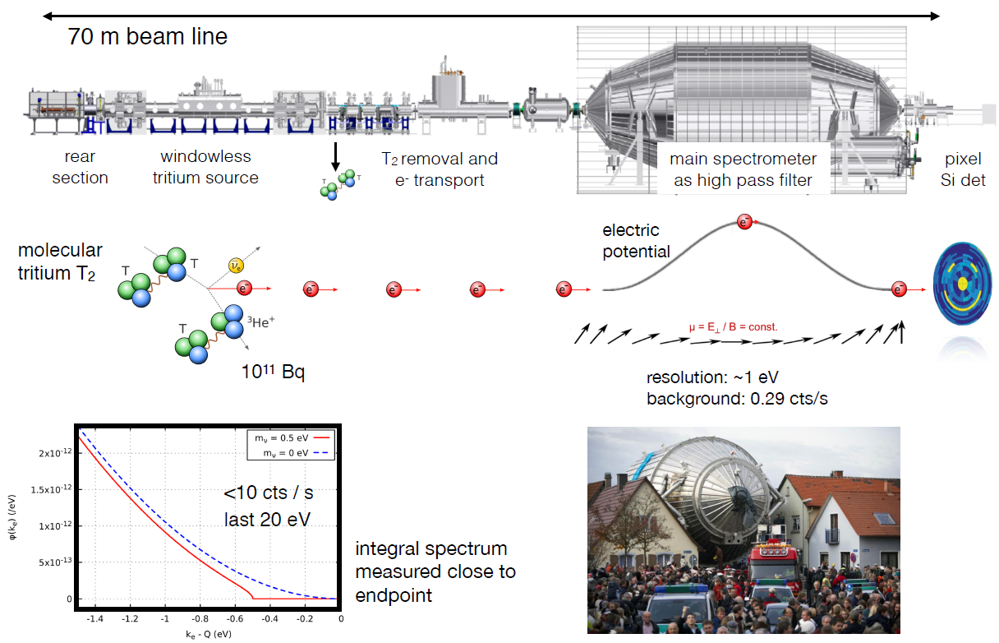 70 m beam line
rear
section
windowless
tritium source
T
T
T₂ removal and
e⁻ transport
main spectrometer
as high pass filter
pixel
Si det
molecular
tritium T₂
T
T
ν̅ₑ
e⁻
e⁻
e⁻
e⁻
e⁻
electric
potential
e⁻
e⁻
T
³He⁺
10¹¹ Bq
μ = E⊥ / B = const.
resolution: ~1 eV
background: 0.29 cts/s
mᵥ = 0.5 eV
mᵥ = 0 eV
<10 cts / s
last 20 eV
φ(kₑ) (/eV)
2x10⁻¹²
1.5x10⁻¹²
1x10⁻¹²
5x10⁻¹³
0
-1.4
-1.2
-1
-0.8
-0.6
-0.4
-0.2
0
kₑ - Q (eV)
integral spectrum
measured close to
endpoint